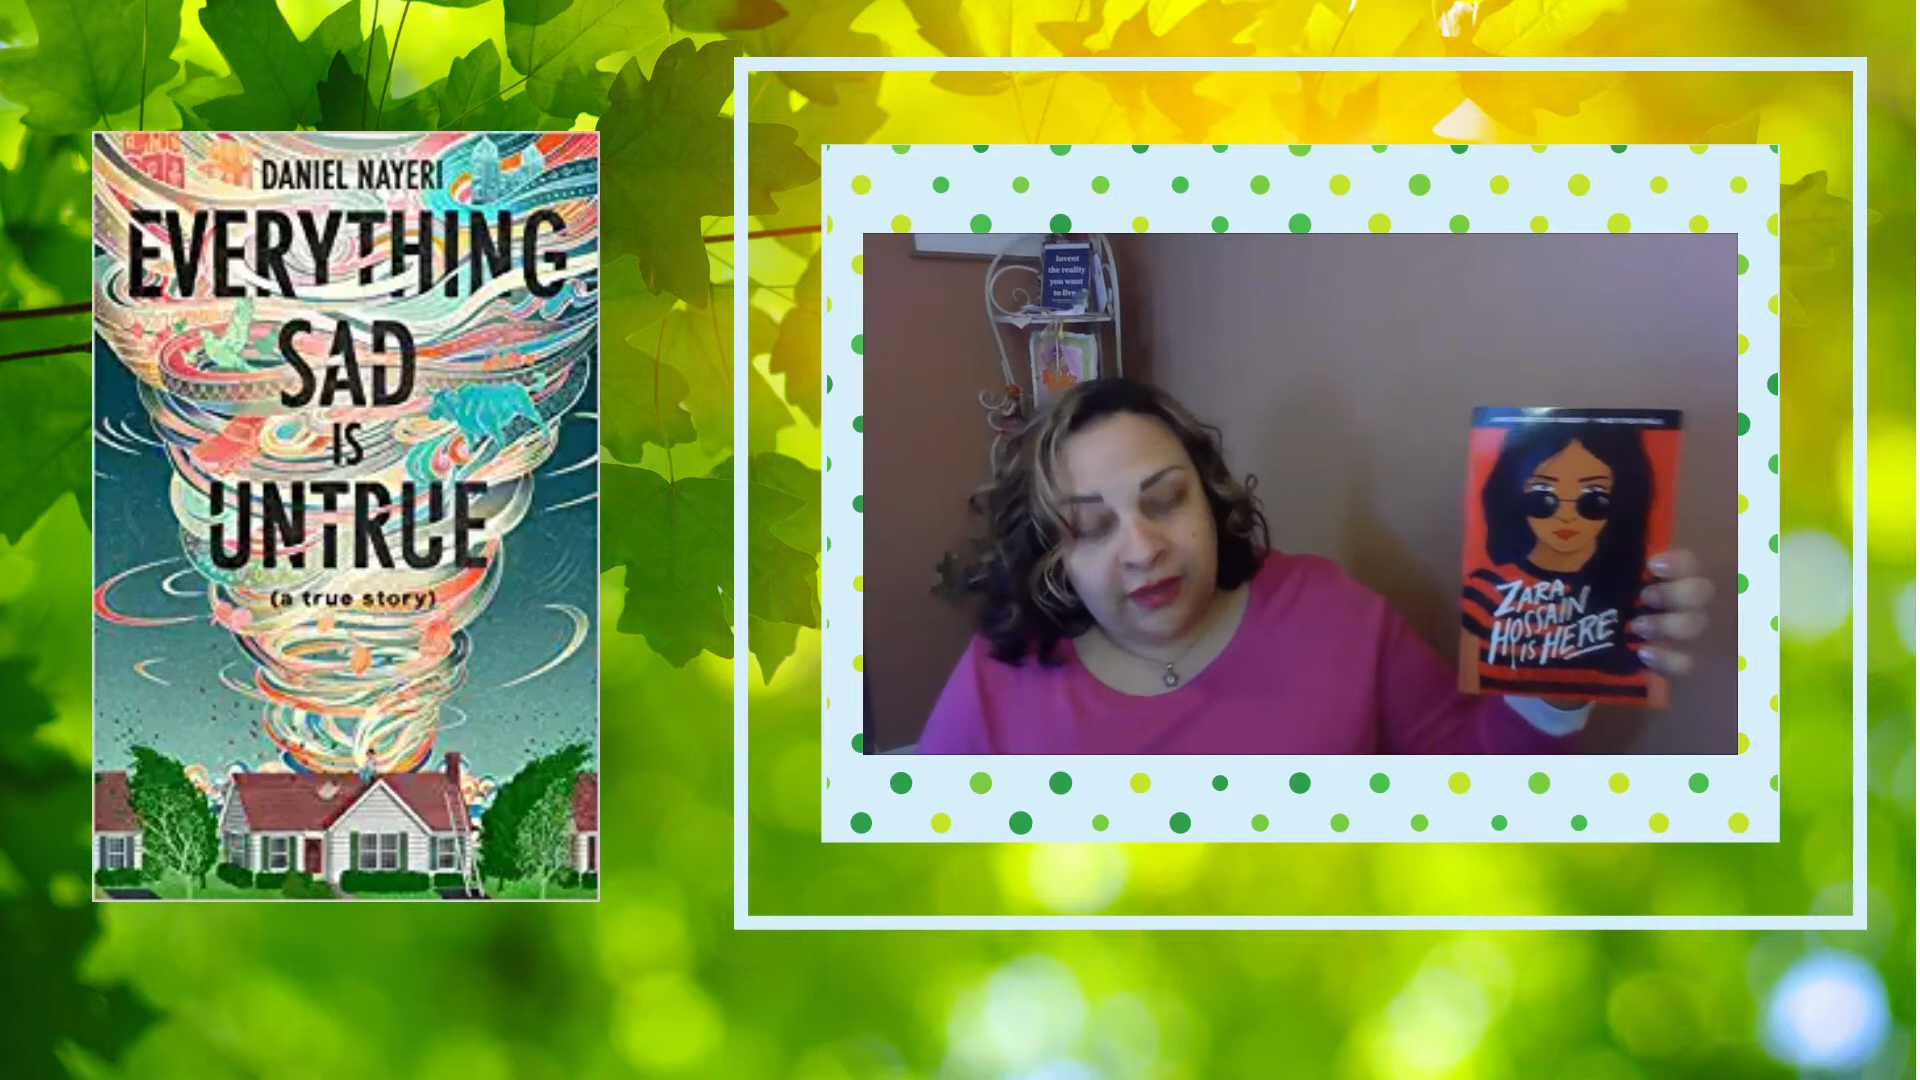 DANIEL NAYERI
EVERYTHING
SAD
IS
UNTRUE
(a true story)
Invent
the reality
you want
to live.
ZARA
HOSSAIN
IS HERE